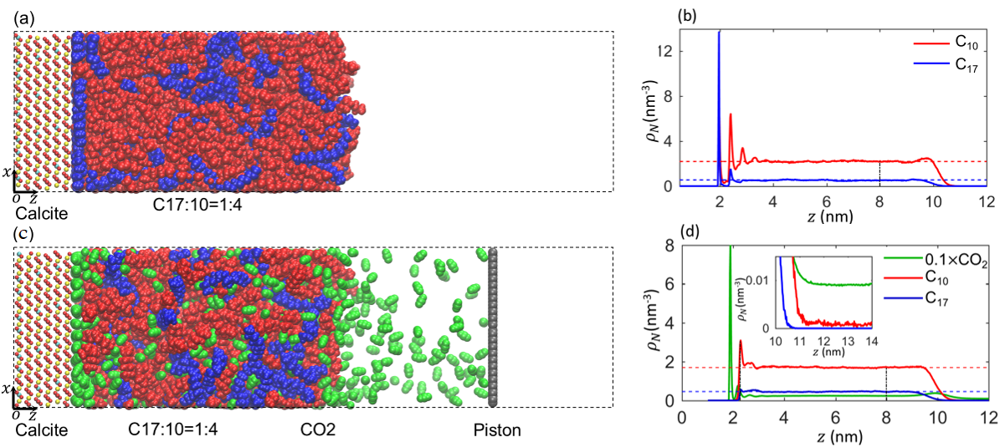 (a)
x
o z
Calcite
C17:10=1:4
(b)
ρN(nm-3)
12
8
4
0
2 4 6 8 10 12
z (nm)
C10
C17
(c)
x
o z
Calcite
C17:10=1:4
CO2
Piston
(d)
ρN(nm-3)
8
6
4
2
0
0 2 4 6 8 10 12
z (nm)
0.1×CO2
C10
C17
ρN(nm-3)
0.01
0
10 11 12 13 14
z (nm)